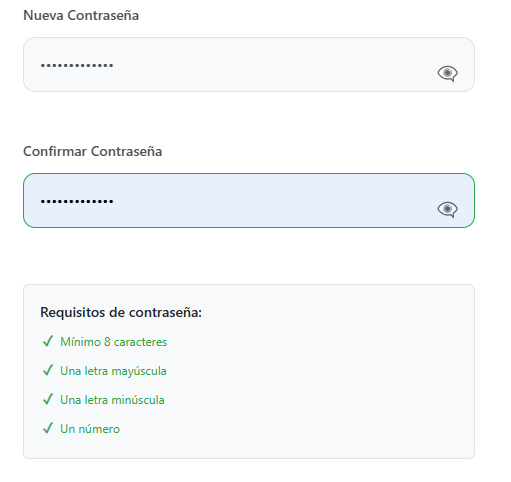 Nueva Contraseña
•••••••••••••
Confirmar Contraseña
•••••••••••••
Requisitos de contraseña:
✓ Mínimo 8 caracteres
✓ Una letra mayúscula
✓ Una letra minúscula
✓ Un número